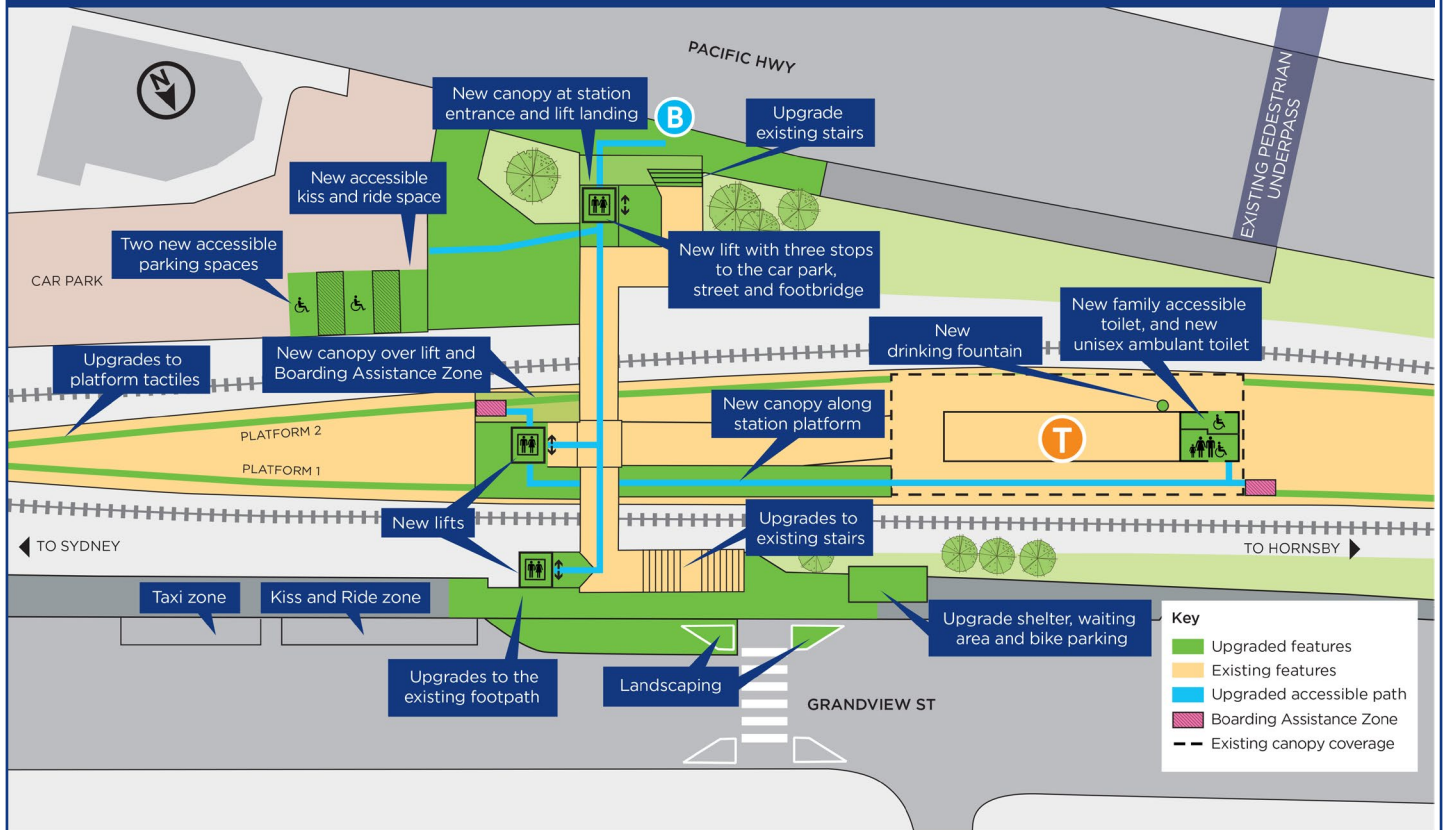 PACIFIC HWY
EXISTING PEDESTRIAN
UNDERPASS
N
New canopy at station
entrance and lift landing
B
Upgrade
existing stairs
New accessible
kiss and ride space
Two new accessible
parking spaces
CAR PARK
New lift with three stops
to the car park,
street and footbridge
New family accessible
toilet, and new
unisex ambulant toilet
New
drinking fountain
Upgrades to
platform tactiles
New canopy over lift and
Boarding Assistance Zone
New canopy along
station platform
PLATFORM 2
T
PLATFORM 1
New lifts
Upgrades to
existing stairs
TO SYDNEY
TO HORNSBY
Taxi zone
Kiss and Ride zone
Upgrade shelter, waiting
area and bike parking
Upgrades to the
existing footpath
Landscaping
GRANDVIEW ST
Key
Upgraded features
Existing features
Upgraded accessible path
Boarding Assistance Zone
Existing canopy coverage